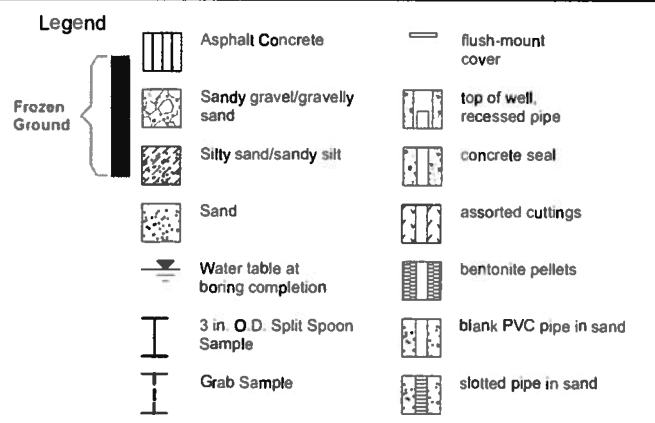 Legend
Frozen
Ground
Asphalt Concrete
Sandy gravel/gravelly
sand
Silty sand/sandy silt
Sand
Water table at
boring completion
3 in. O.D. Split Spoon
Sample
Grab Sample
flush-mount
cover
top of well,
recessed pipe
concrete seal
assorted cuttings
bentonite pellets
blank PVC pipe in sand
slotted pipe in sand